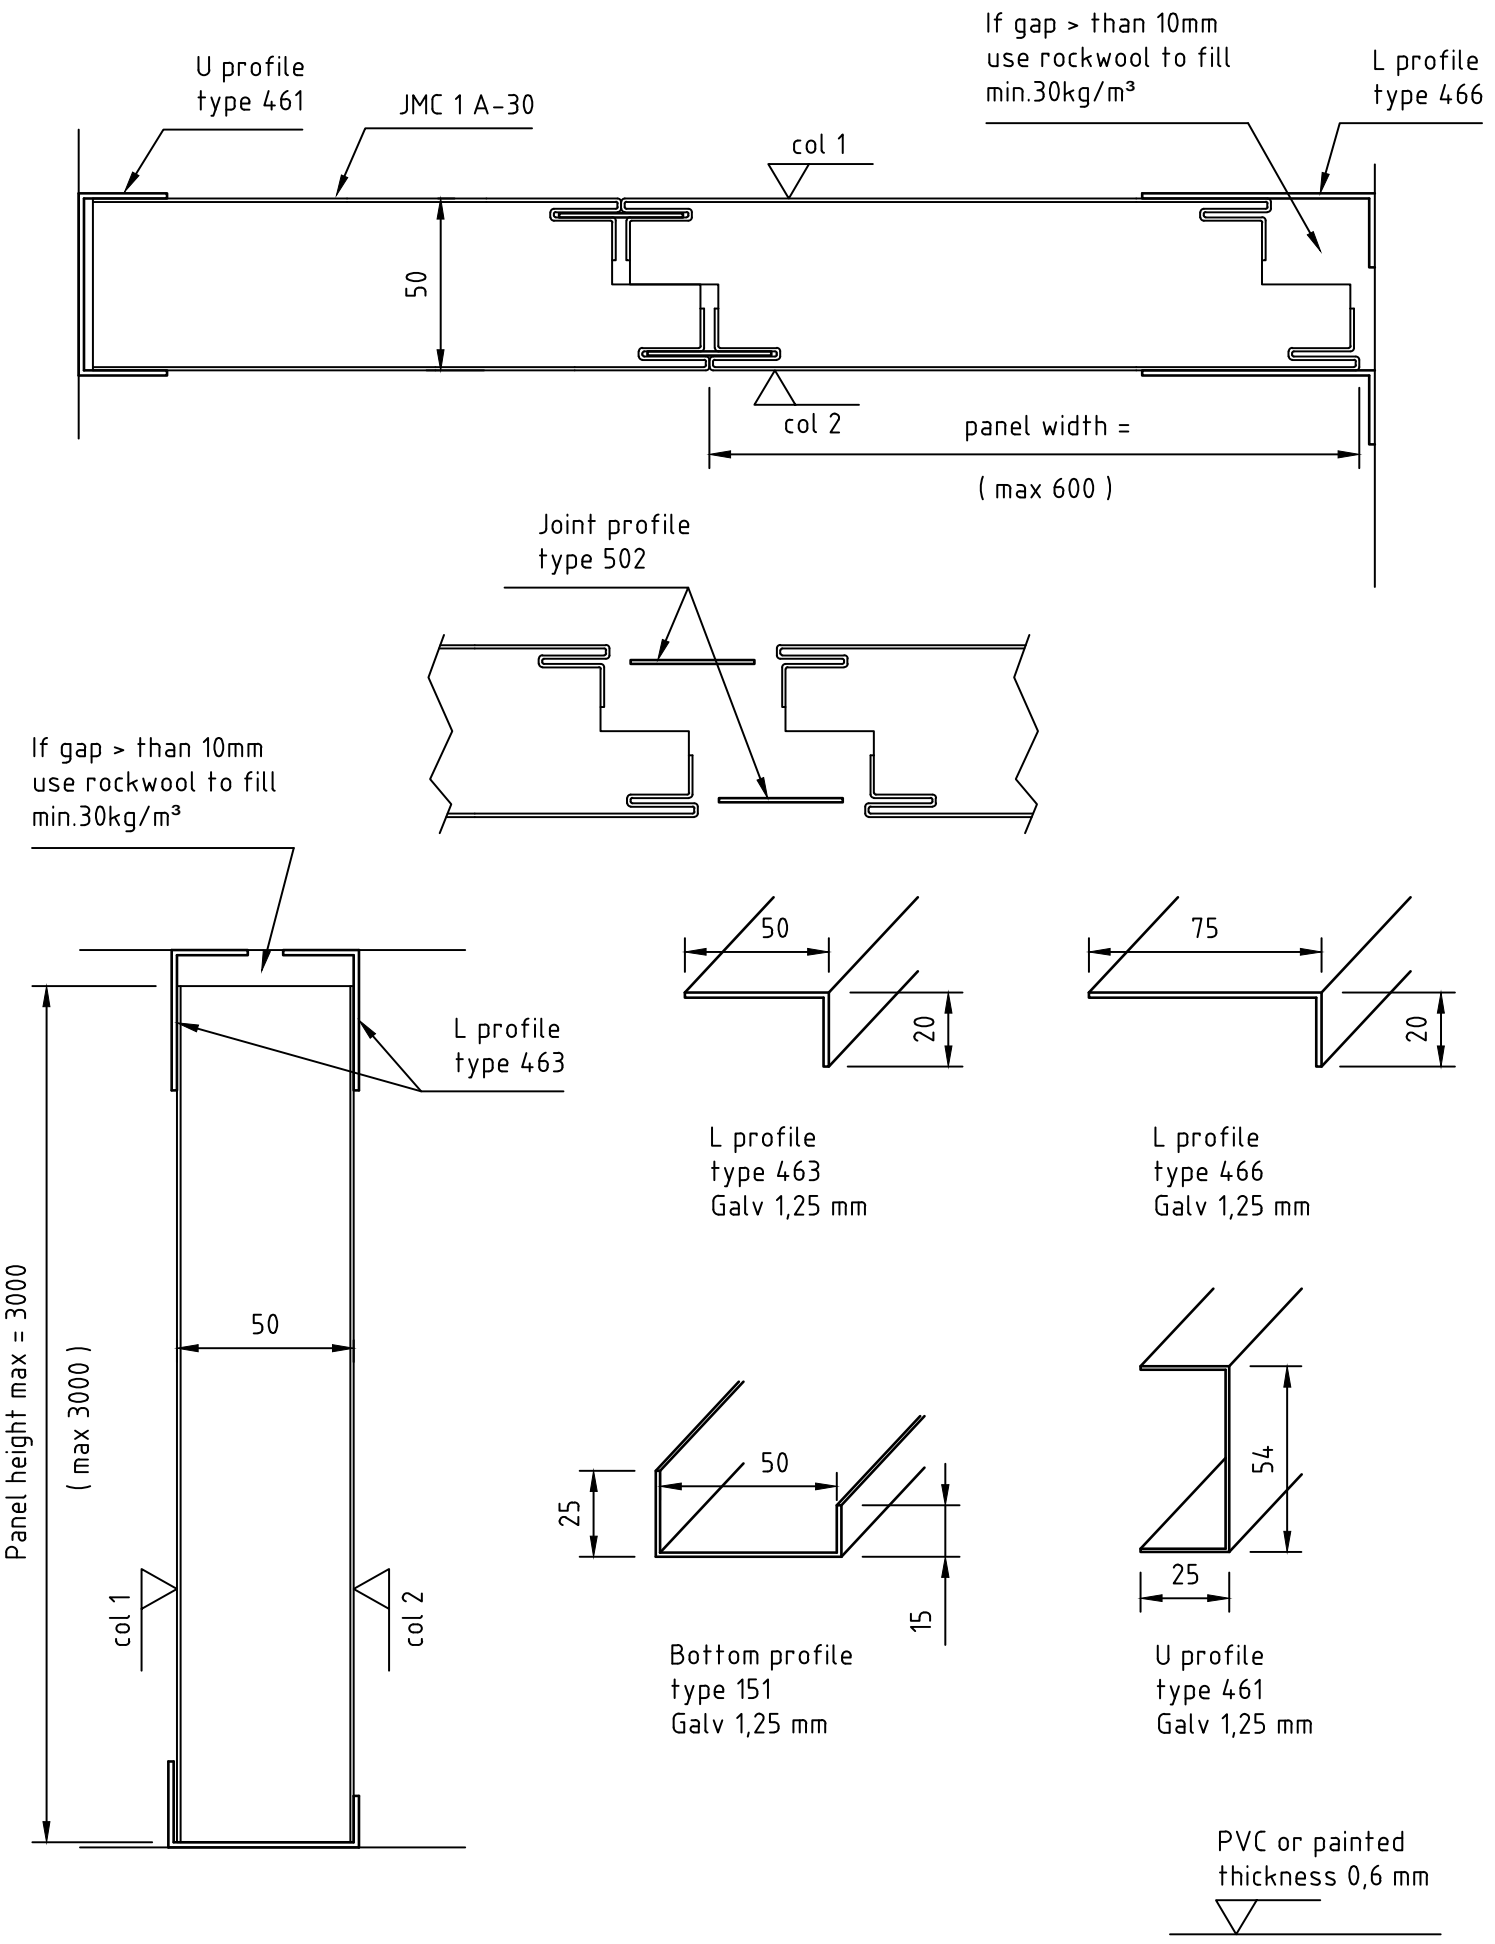 If gap > than 10mm
use rockwool to fill
min.30kg/m³
U profile
type 461
JMC 1 A-30
L profile
type 466
col 1
50
col 2
panel width =
( max 600 )
Joint profile
type 502
If gap > than 10mm
use rockwool to fill
min.30kg/m³
L profile
type 463
50
20
L profile
type 463
Galv 1,25 mm
75
20
L profile
type 466
Galv 1,25 mm
Panel height max = 3000
( max 3000 )
50
col 1
col 2
50
25
15
Bottom profile
type 151
Galv 1,25 mm
54
25
U profile
type 461
Galv 1,25 mm
PVC or painted
thickness 0,6 mm